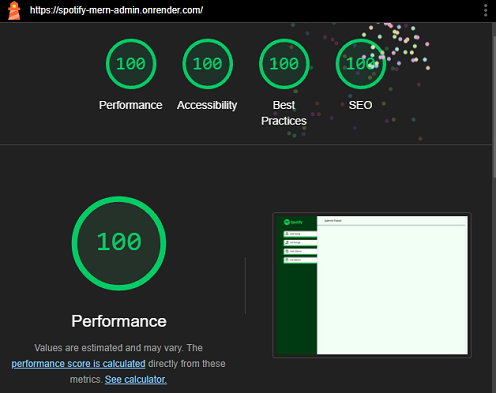 https://spotify-mern-admin.onrender.com/
100 100 100 100
Performance Accessibility Best Practices SEO
100
Performance
Values are estimated and may vary. The
performance score is calculated directly from these
metrics. See calculator.
Spotify